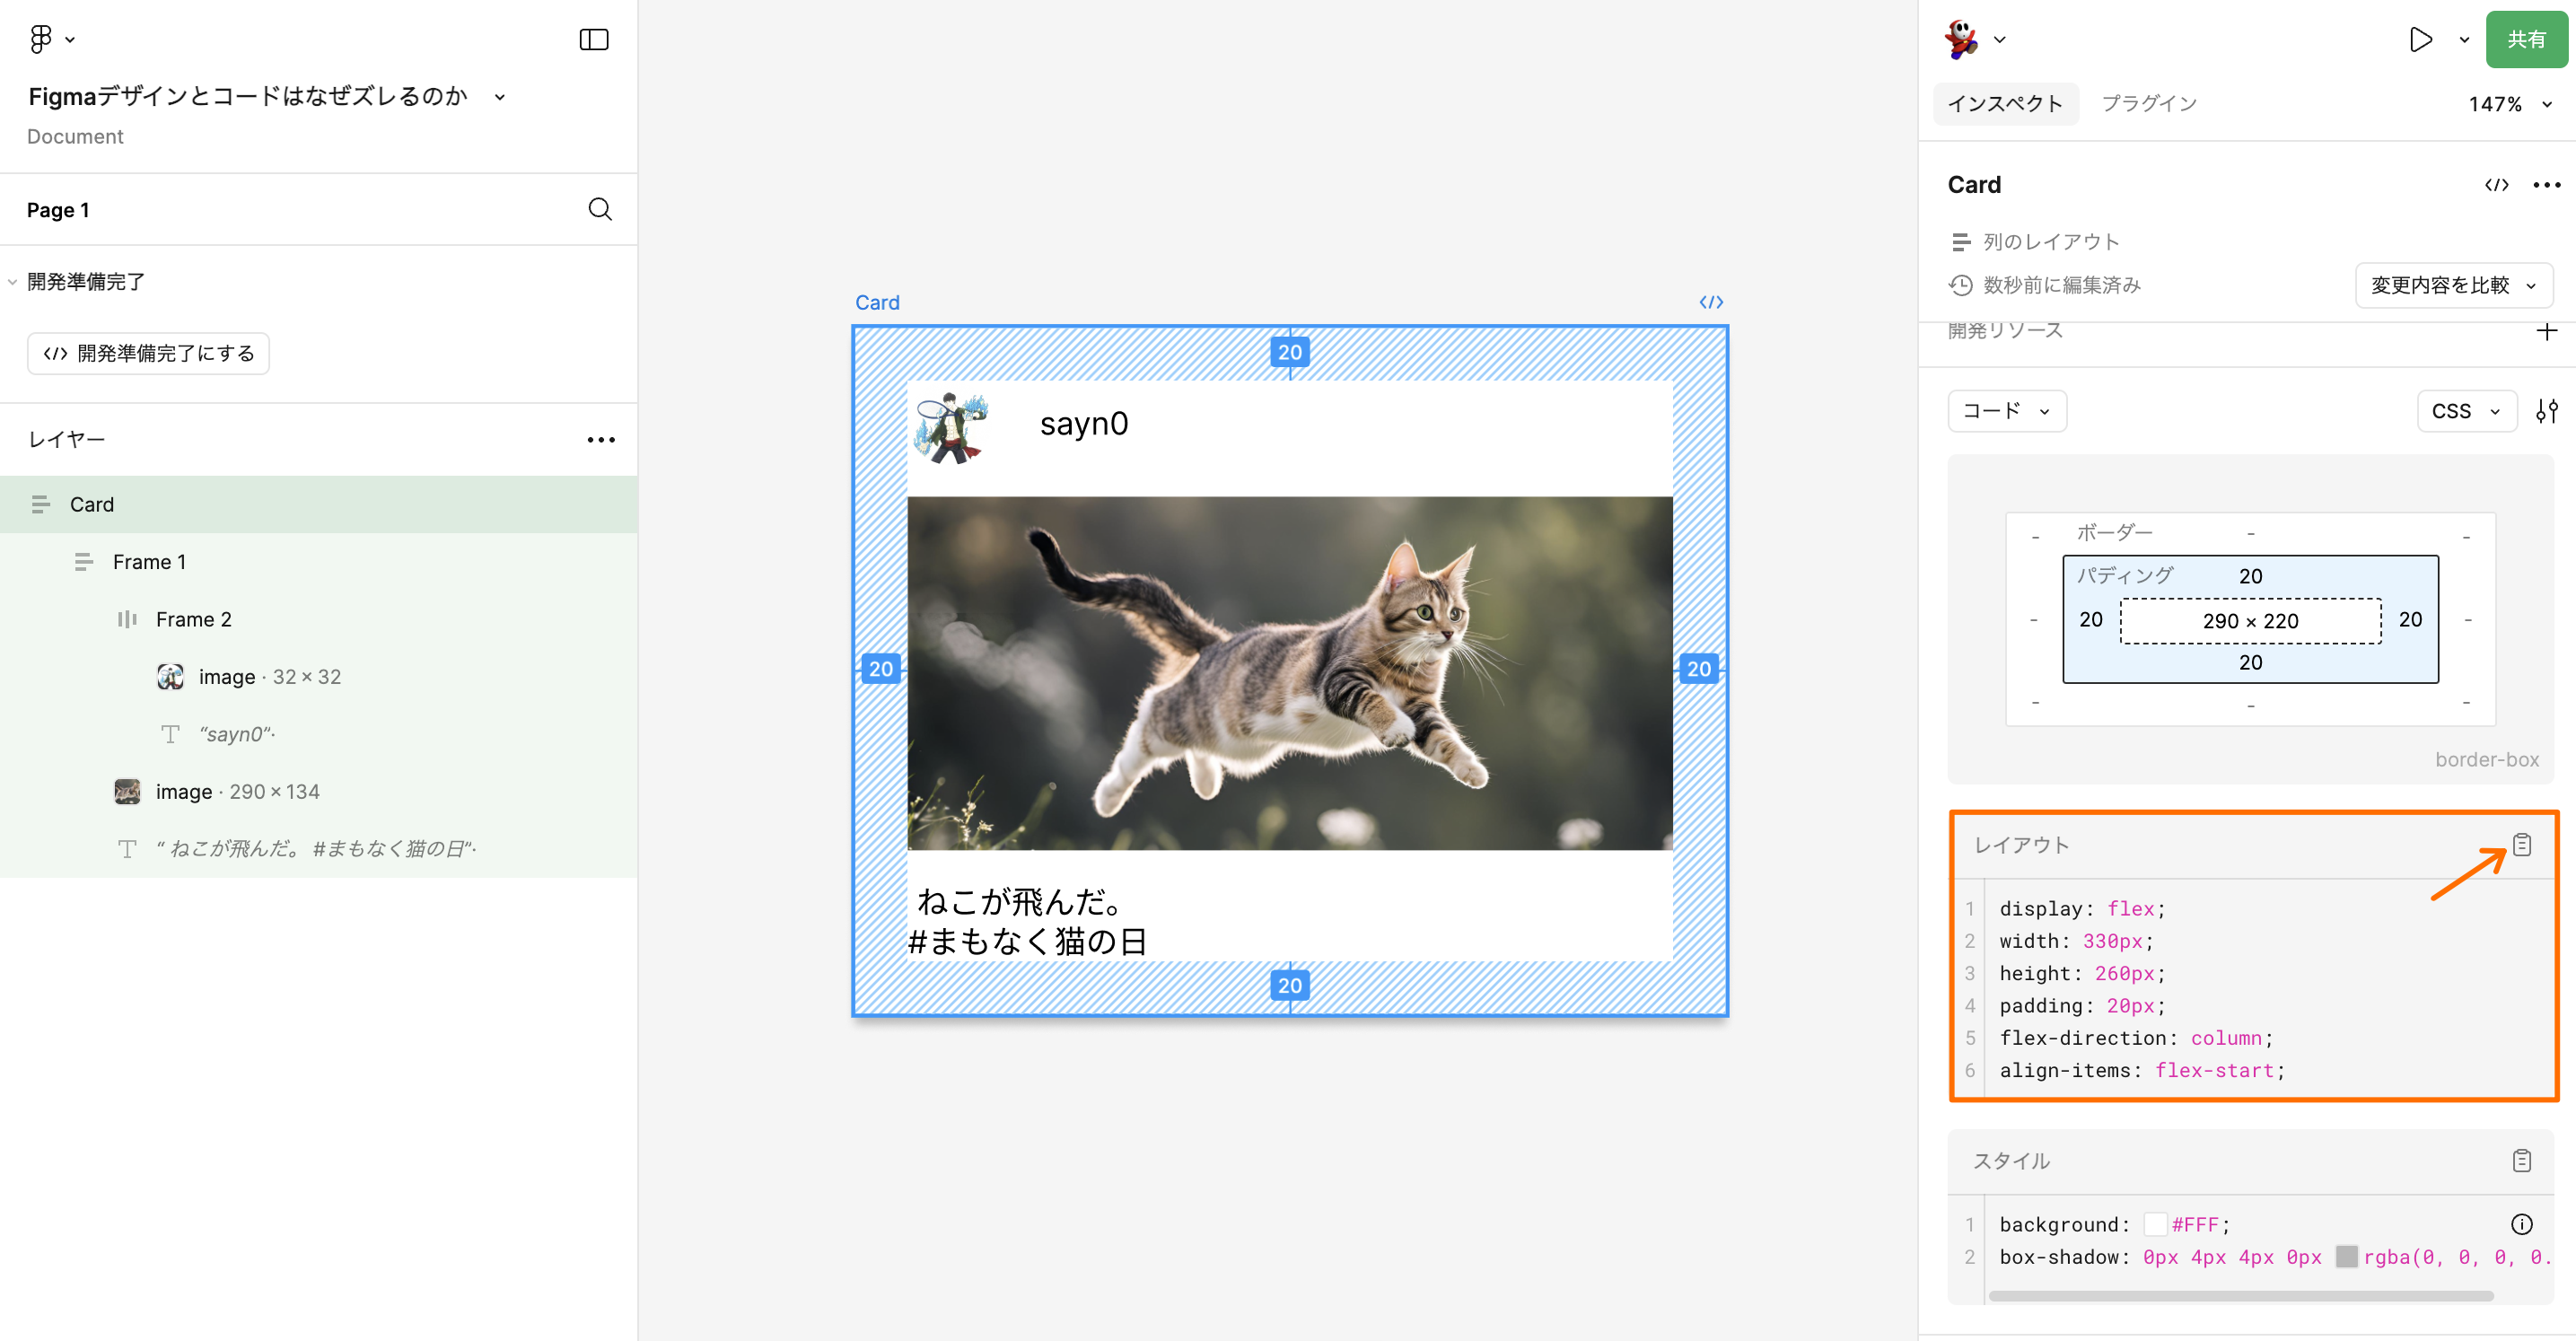 Figmaデザインとコードはなぜズレるのか
Document
Page 1
開発準備完了
開発準備完了にする
レイヤー
Card
Frame 1
Frame 2
image · 32 × 32
“sayn0”·
image · 290 × 134
“ ねこが飛んだ。 #まもなく猫の日”·
Card
20
sayn0
20
20
ねこが飛んだ。
#まもなく猫の日
20
共有
インスペクト
プラグイン
147%
Card
列のレイアウト
数秒前に編集済み
変更内容を比較
開発リソース
コード
CSS
- ボーダー - -
パディング 20
- 20 290 × 220 20 -
20
- - -
border-box
レイアウト
1 display: flex;
2 width: 330px;
3 height: 260px;
4 padding: 20px;
5 flex-direction: column;
6 align-items: flex-start;
スタイル
1 background: #FFF;
2 box-shadow: 0px 4px 4px 0px rgba(0, 0, 0, 0.